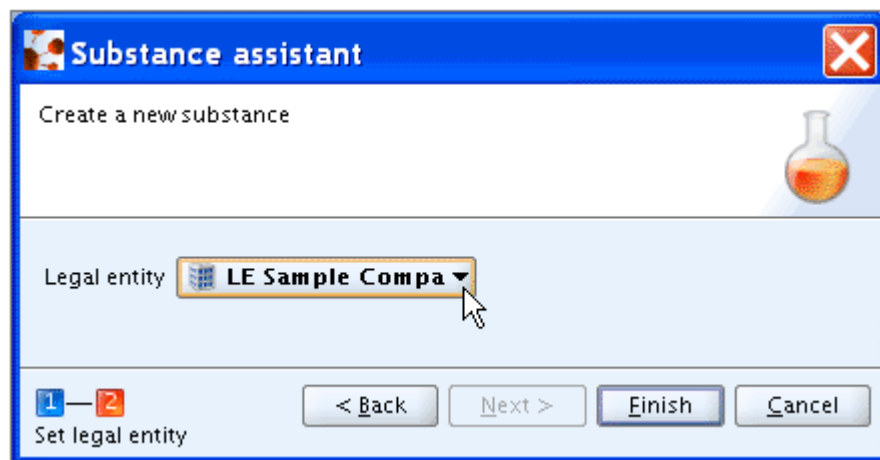 Substance assistant
Create a new substance
Legal entity LE Sample Compa
1 2
< Back Next > Finish Cancel
Set legal entity